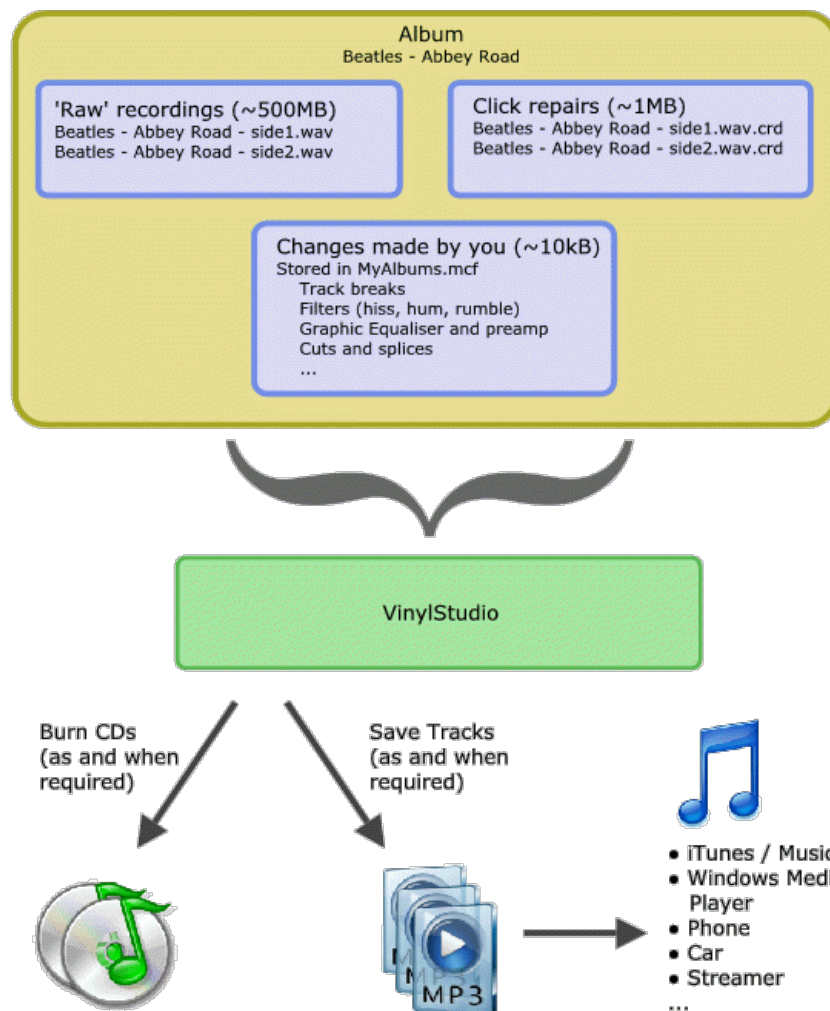 Album
Beatles - Abbey Road
'Raw' recordings (~500MB)
Beatles - Abbey Road - side1.wav
Beatles - Abbey Road - side2.wav
Click repairs (~1MB)
Beatles - Abbey Road - side1.wav.crd
Beatles - Abbey Road - side2.wav.crd
Changes made by you (~10kB)
Stored in MyAlbums.mcf
Track breaks
Filters (hiss, hum, rumble)
Graphic Equaliser and preamp
Cuts and splices
...
VinylStudio
Burn CDs
(as and when
required)
Save Tracks
(as and when
required)
• iTunes / Music
• Windows Medi
Player
• Phone
• Car
• Streamer
...
MP3